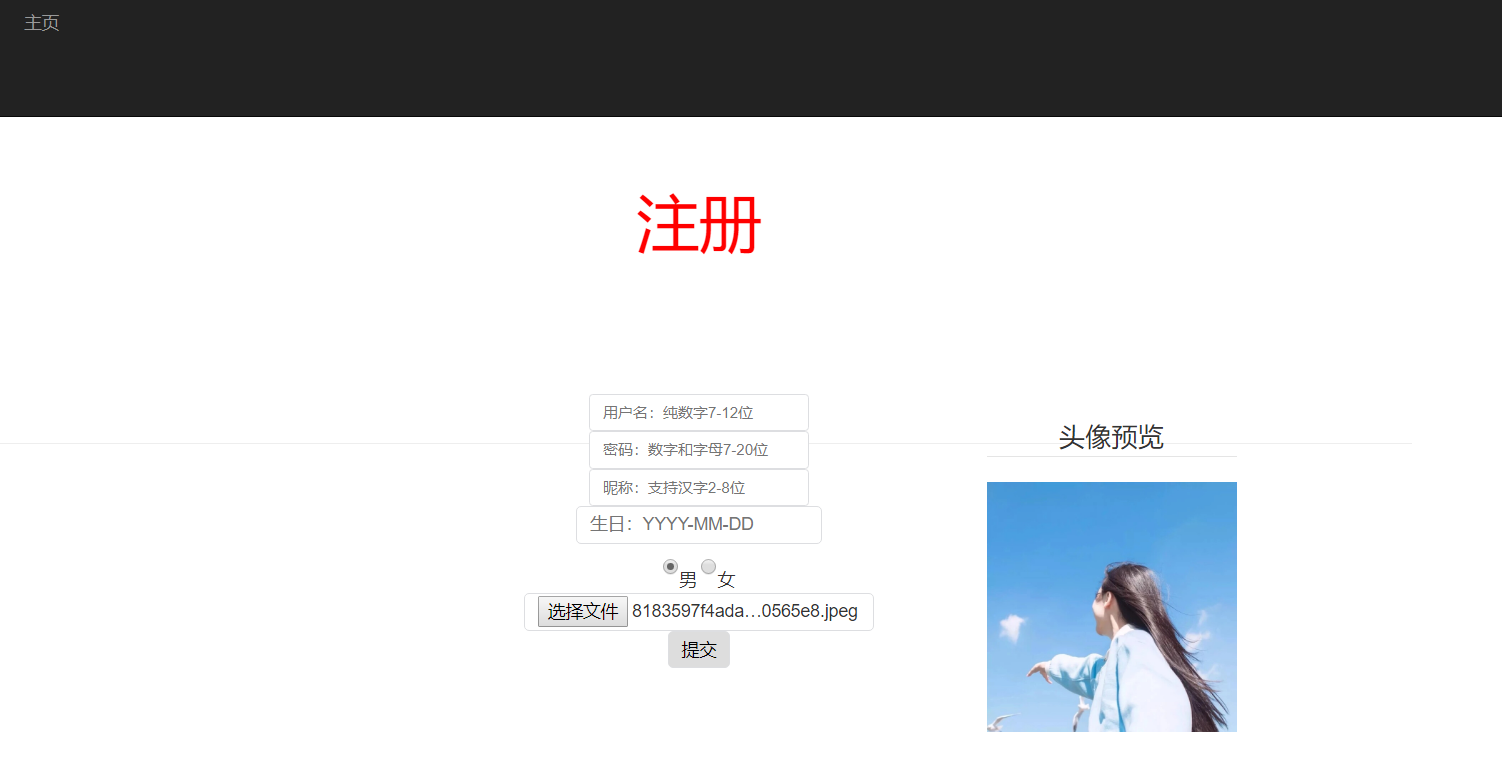 主页
注册
用户名：纯数字7-12位
密码：数字和字母7-20位
昵称：支持汉字2-8位
生日：YYYY-MM-DD
男 女
选择文件 8183597f4ada…0565e8.jpeg
提交
头像预览